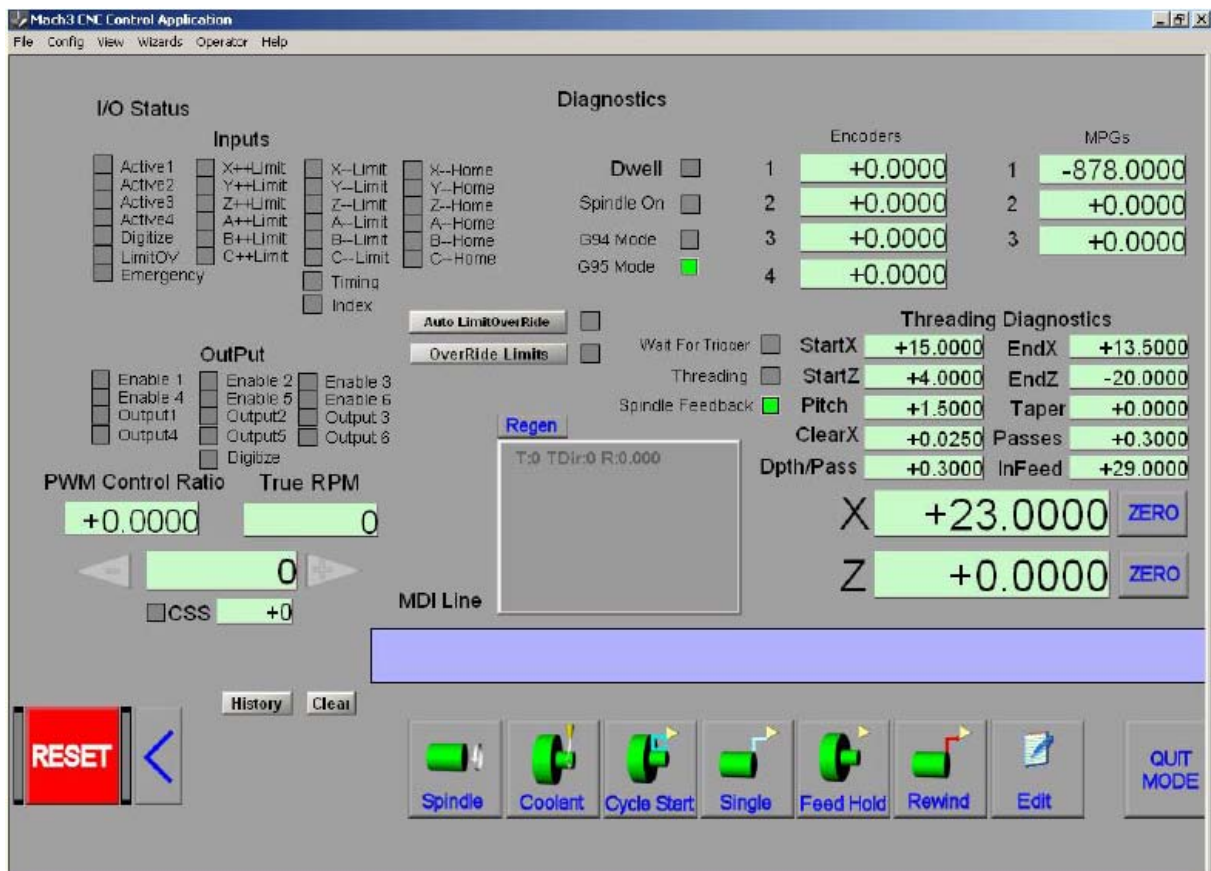 Mach3 CNC Control Application
File Config View Wizards Operator Help
I/O Status
Diagnostics
Inputs
Active1 X++Limit X--Limit X--Home
Active2 Y++Limit Y--Limit Y--Home
Active3 Z++Limit Z--Limit Z--Home
Active4 A++Limit A--Limit A--Home
Digitize B++Limit B--Limit B--Home
LimitOV C++Limit C--Limit C--Home
Emergency Timing
Index
Dwell
Spindle On
G94 Mode
G95 Mode
Encoders
1 +0.0000
2 +0.0000
3 +0.0000
4 +0.0000
MPGs
1 -878.0000
2 +0.0000
3 +0.0000
Auto LimitOverRide
OverRide Limits
Wait For Trigger
Threading
Spindle Feedback
Threading Diagnostics
StartX +15.0000 EndX +13.5000
StartZ +4.0000 EndZ -20.0000
Pitch +1.5000 Taper +0.0000
ClearX +0.0250 Passes +0.3000
Dpth/Pass +0.3000 InFeed +29.0000
OutPut
Enable 1 Enable 2 Enable 3
Enable 4 Enable 5 Enable 6
Output1 Output2 Output 3
Output4 Output5 Output 6
Digitize
Regen
T:0 TDir:0 R:0.000
PWM Control Ratio True RPM
+0.0000 0
- 0 +
CSS +0
X +23.0000 ZERO
Z +0.0000 ZERO
MDI Line
History Clear
RESET <
Spindle Coolant Cycle Start Single Feed Hold Rewind Edit
QUIT
MODE